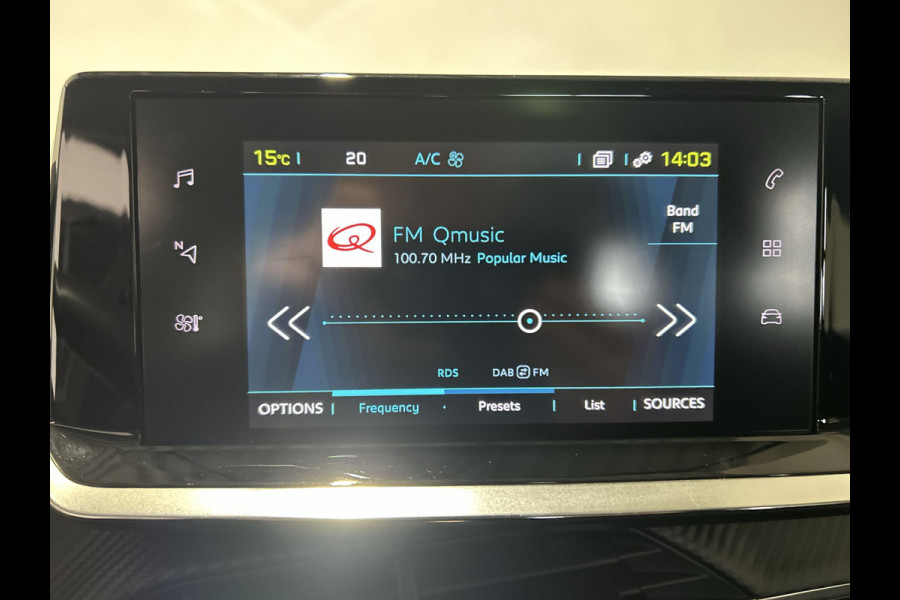 15°C 20 A/C 14:03
Band
FM
FM Qmusic
100.70 MHz Popular Music
N
RDS DAB FM
OPTIONS Frequency Presets List SOURCES